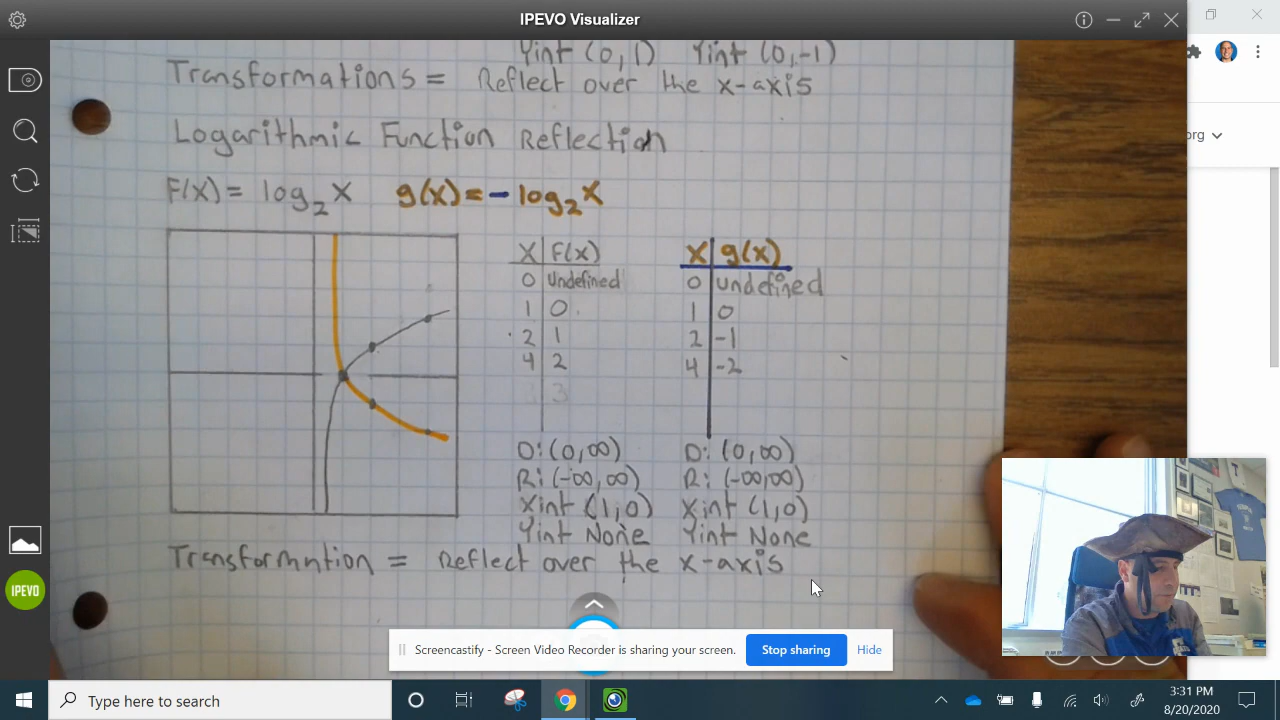 IPEVO Visualizer
Yint (0,1) Yint (0,-1)
Transformations = Reflect over the x-axis
Logarithmic Function Reflection
F(x)= log₂X g(x)=-log₂X
X F(x)
0 Undefined
1 0
2 1
4 2
3
X g(x)
0 undefined
1 0
2 -1
4 -2
D: (0,∞)
R: (-∞,∞)
Xint (1,0)
Yint None
D: (0,∞)
R: (-∞,∞)
Xint (1,0)
Yint None
Transformation = Reflect over the x-axis
IPEVO
org
Screencastify - Screen Video Recorder is sharing your screen. Stop sharing Hide
Type here to search
3:31 PM
8/20/2020